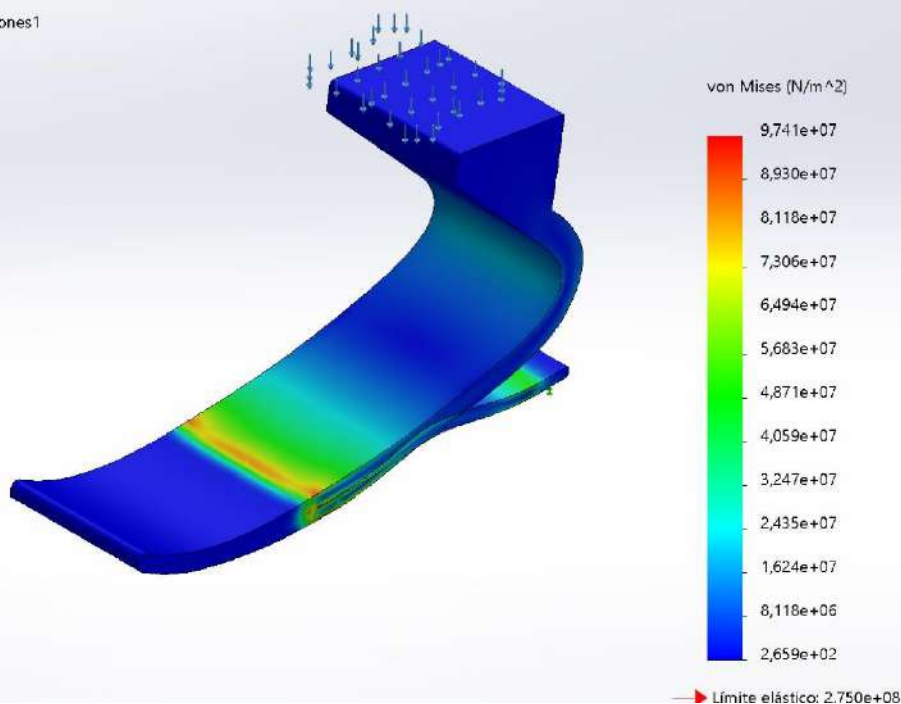 ones1
von Mises (N/m^2)
9,741e+07
8,930e+07
8,118e+07
7,306e+07
6,494e+07
5,683e+07
4,871e+07
4,059e+07
3,247e+07
2,435e+07
1,624e+07
8,118e+06
2,659e+02
Límite elástico: 2,750e+08